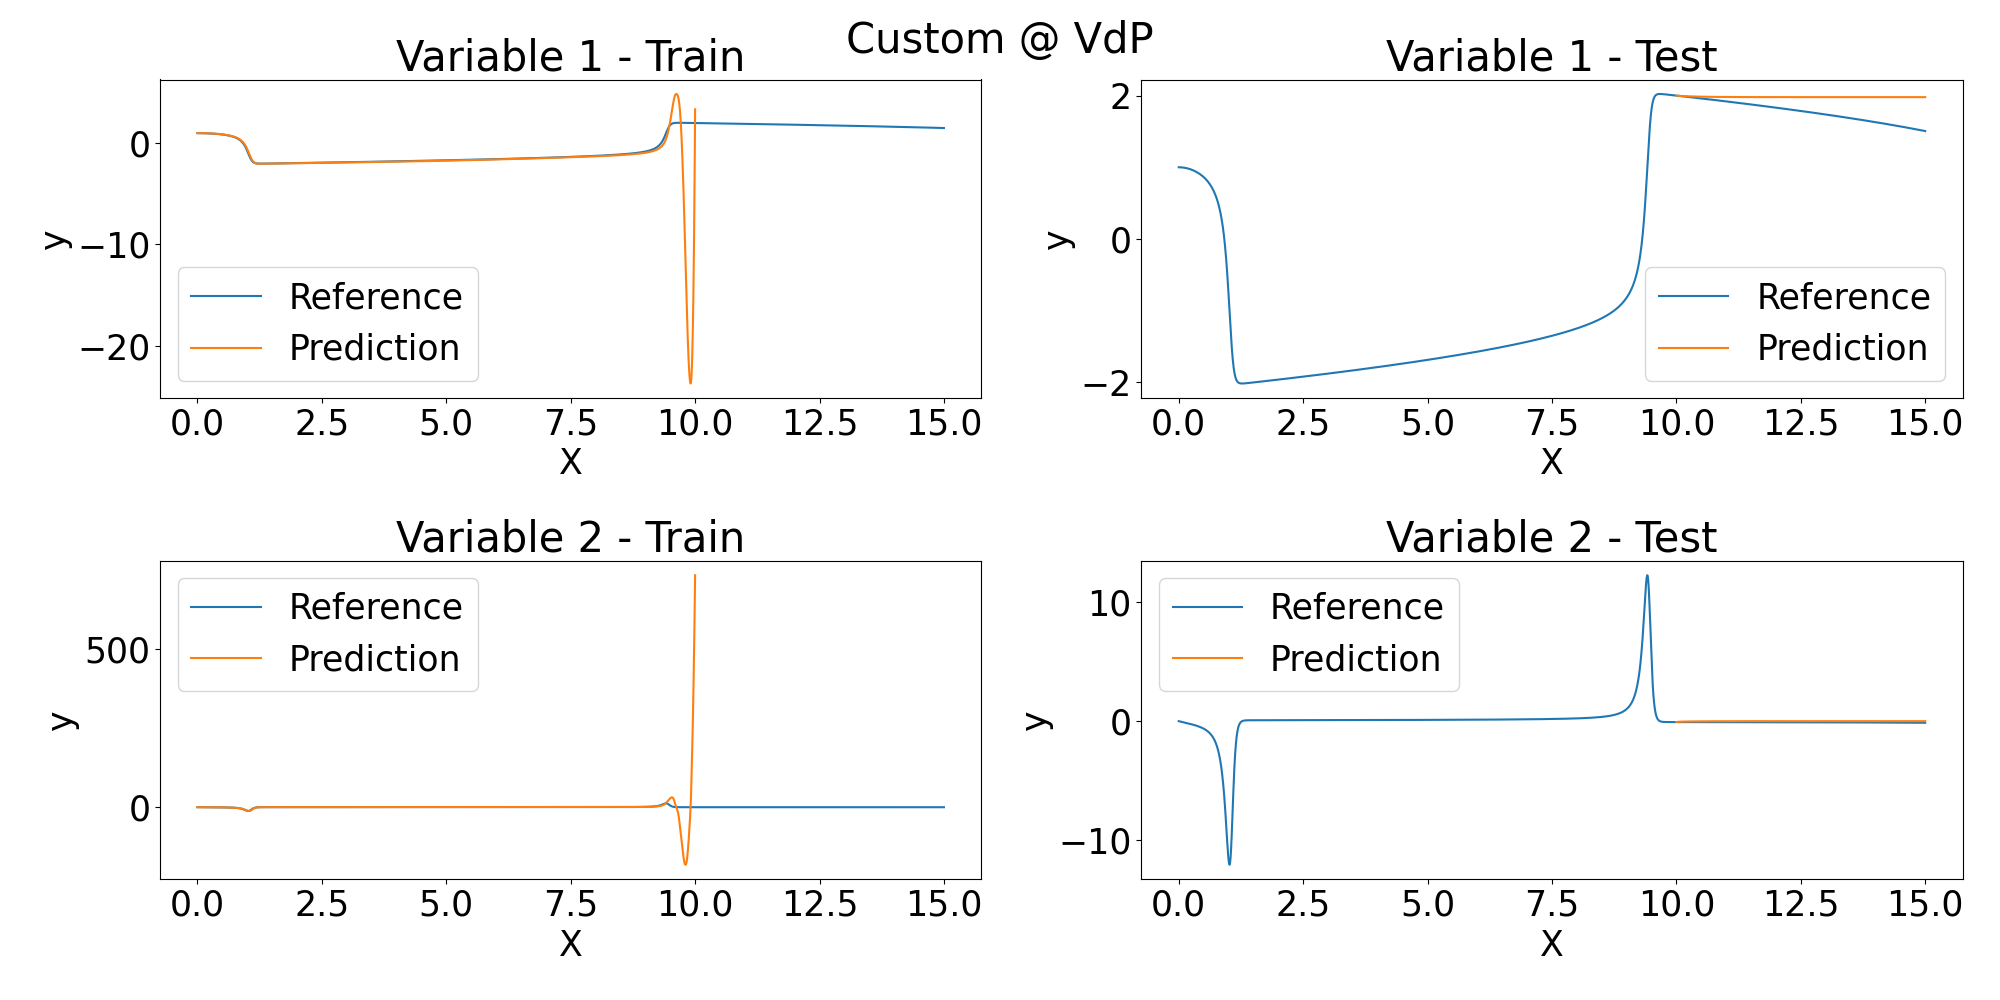 Custom @ VdP
Variable 1 - Train
0
−10
−20
y
Reference
Prediction
0.0 2.5 5.0 7.5 10.0 12.5 15.0
X
Variable 1 - Test
2
0
−2
y
Reference
Prediction
0.0 2.5 5.0 7.5 10.0 12.5 15.0
X
Variable 2 - Train
500
0
y
Reference
Prediction
0.0 2.5 5.0 7.5 10.0 12.5 15.0
X
Variable 2 - Test
10
0
−10
y
Reference
Prediction
0.0 2.5 5.0 7.5 10.0 12.5 15.0
X